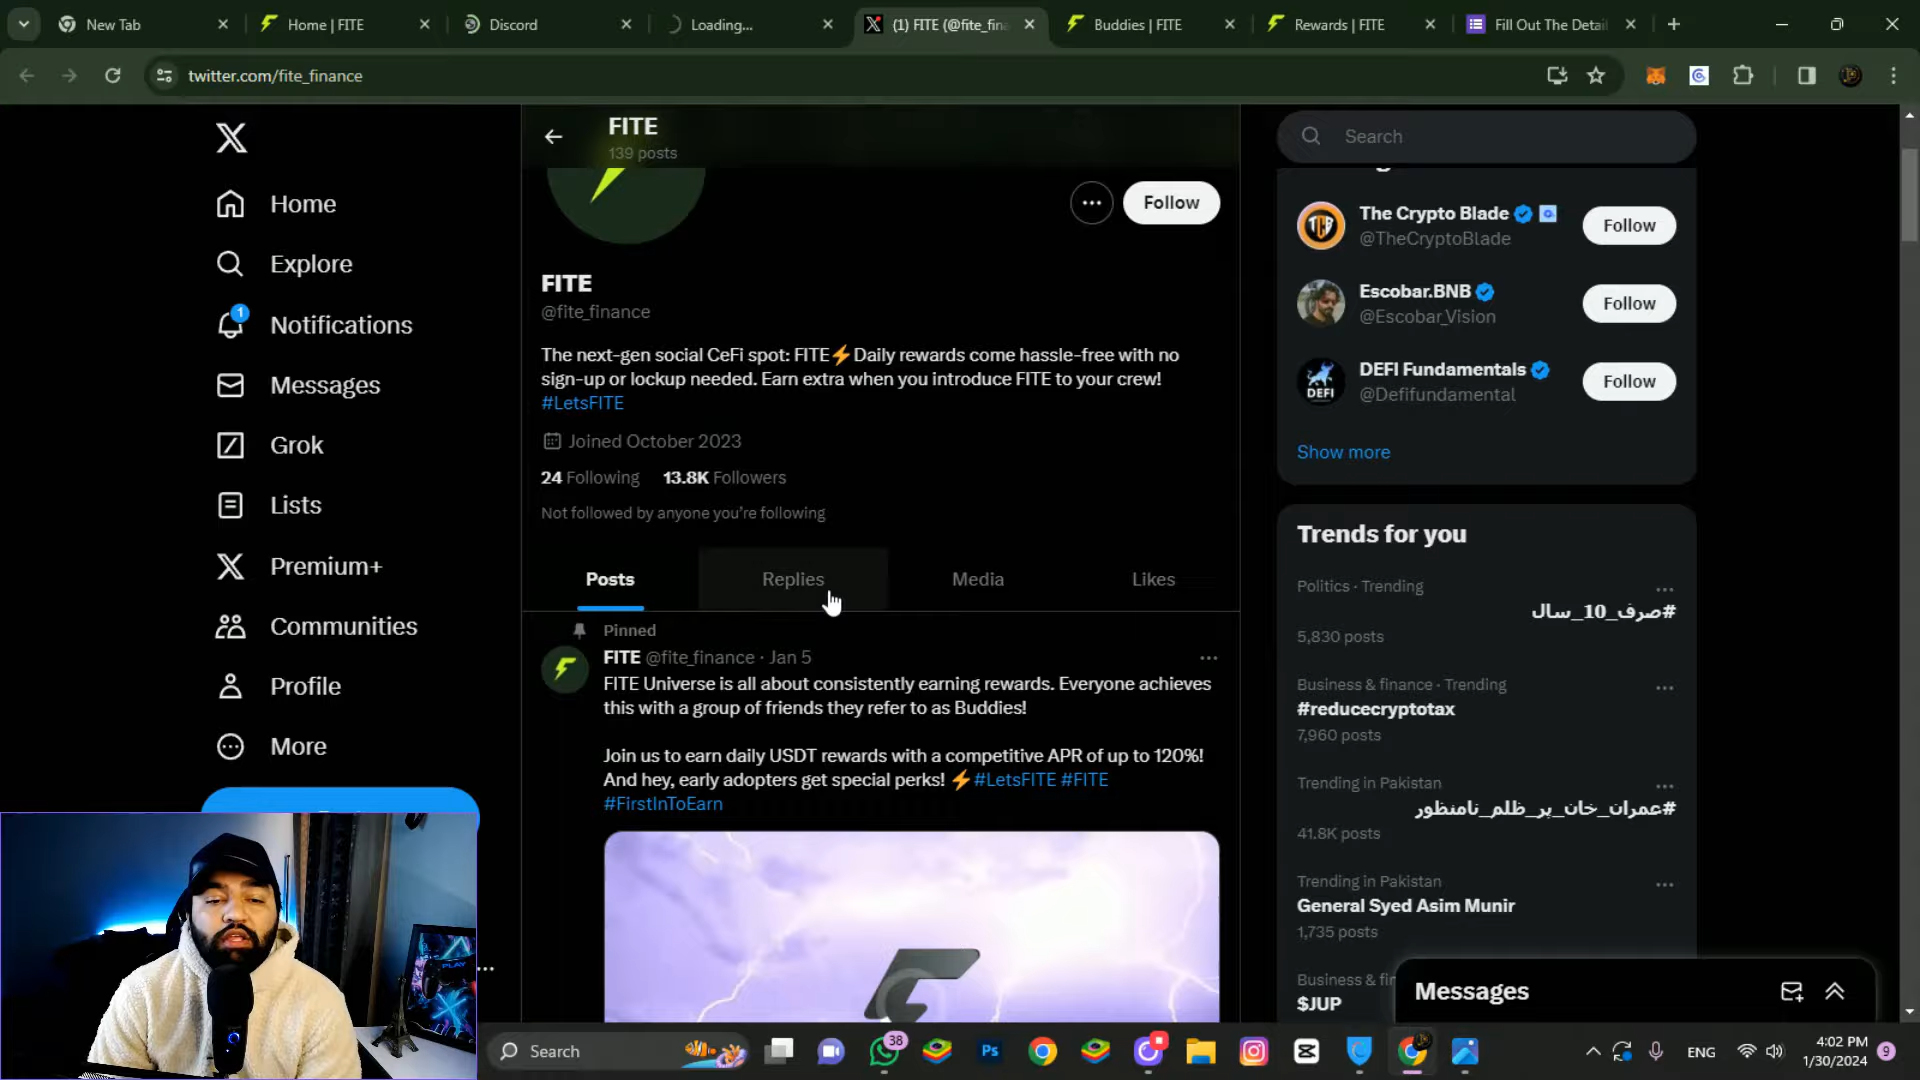 New Tab
Home | FITE
Discord
Loading...
(1) FITE (@fite_fin
Buddies | FITE
Rewards | FITE
Fill Out The Detail
twitter.com/fite_finance
FITE
139 posts
Search
Home
Explore
1
Notifications
Messages
Grok
Lists
Premium+
Communities
Profile
More
Follow
FITE
@fite_finance
The next-gen social CeFi spot: FITE⚡Daily rewards come hassle-free with no
sign-up or lockup needed. Earn extra when you introduce FITE to your crew!
#LetsFITE
Joined October 2023
24 Following 13.8K Followers
Not followed by anyone you're following
Posts
Replies
Media
Likes
Pinned
FITE @fite_finance · Jan 5
FITE Universe is all about consistently earning rewards. Everyone achieves
this with a group of friends they refer to as Buddies!
Join us to earn daily USDT rewards with a competitive APR of up to 120%!
And hey, early adopters get special perks! ⚡#LetsFITE #FITE
#FirstInToEarn
The Crypto Blade
@TheCryptoBlade
Follow
Escobar.BNB
@Escobar_Vision
Follow
DEFI
DEFI Fundamentals
@Defifundamental
Follow
Show more
Trends for you
Politics · Trending
#صرف_10_سال
5,830 posts
Business & finance · Trending
#reducecryptotax
7,960 posts
Trending in Pakistan
#عمران_خان_پر_ظلم_نامنظور
41.8K posts
Trending in Pakistan
General Syed Asim Munir
1,735 posts
Business & fi
$JUP
Messages
PLAY
Search
38
Ps
ENG
4:02 PM
1/30/2024
9